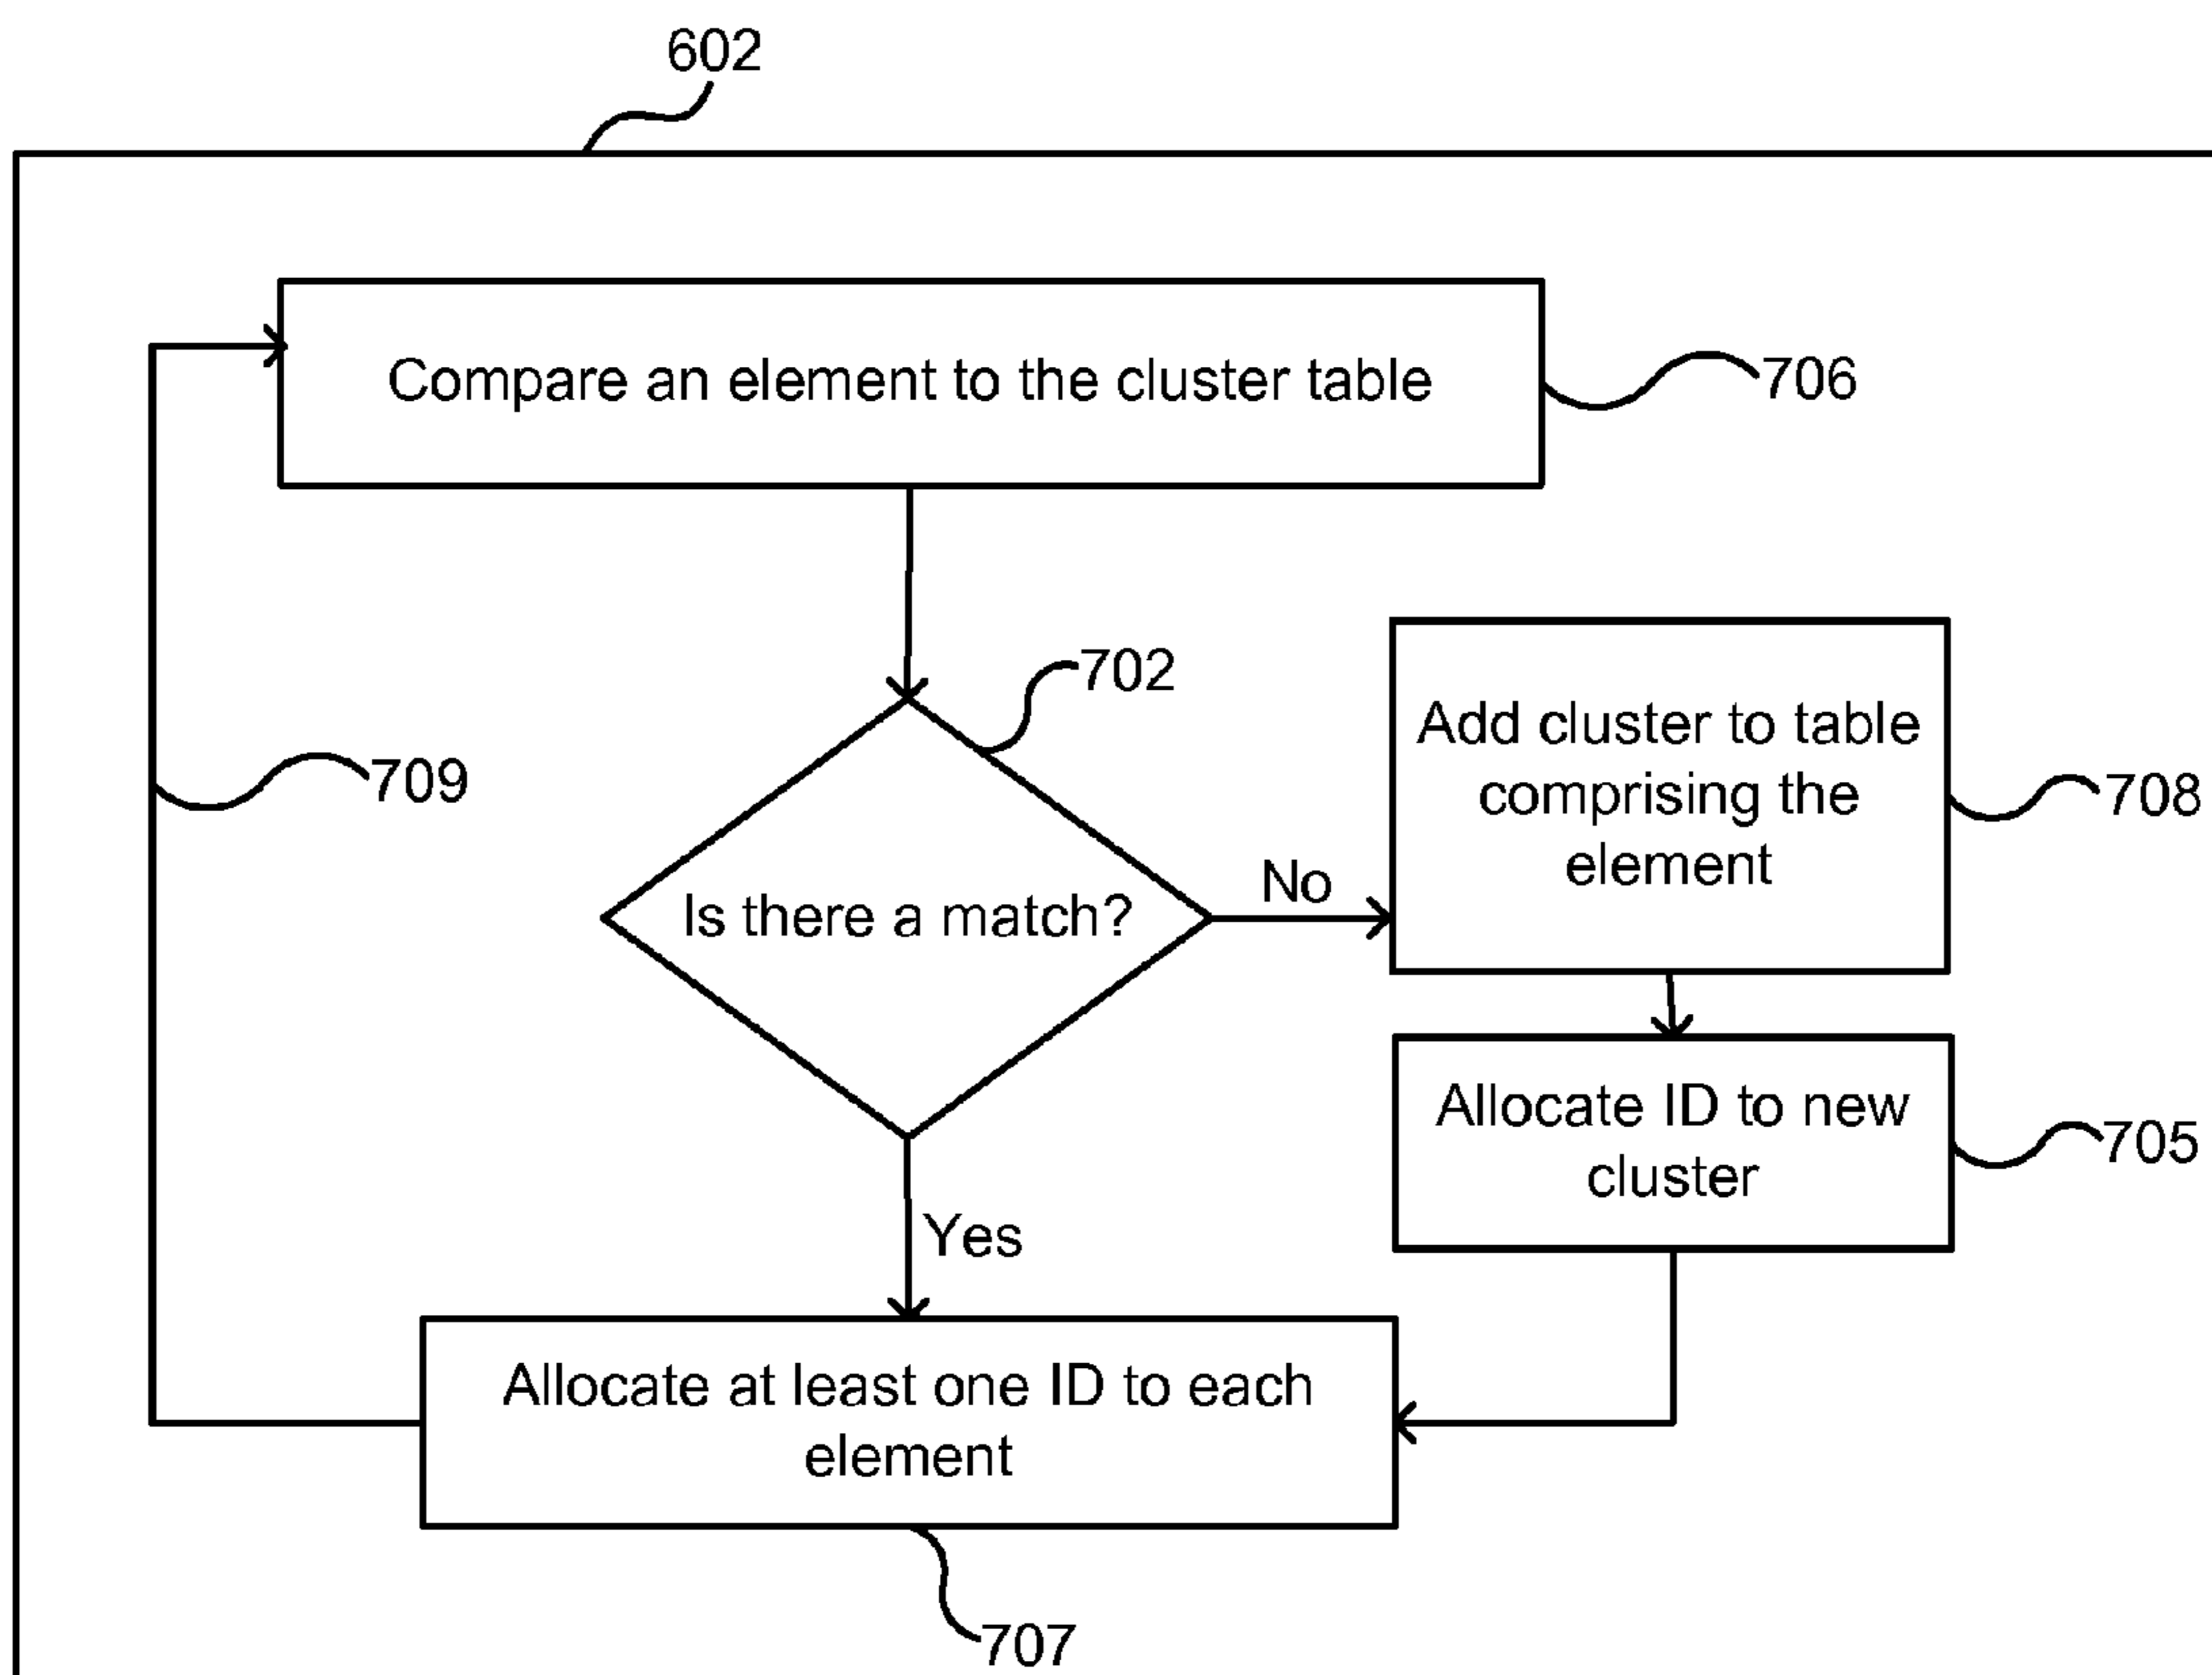 602
Compare an element to the cluster table
706
702
Add cluster to table
comprising the
element
708
709
Is there a match?
No
Allocate ID to new
cluster
705
Yes
Allocate at least one ID to each
element
707